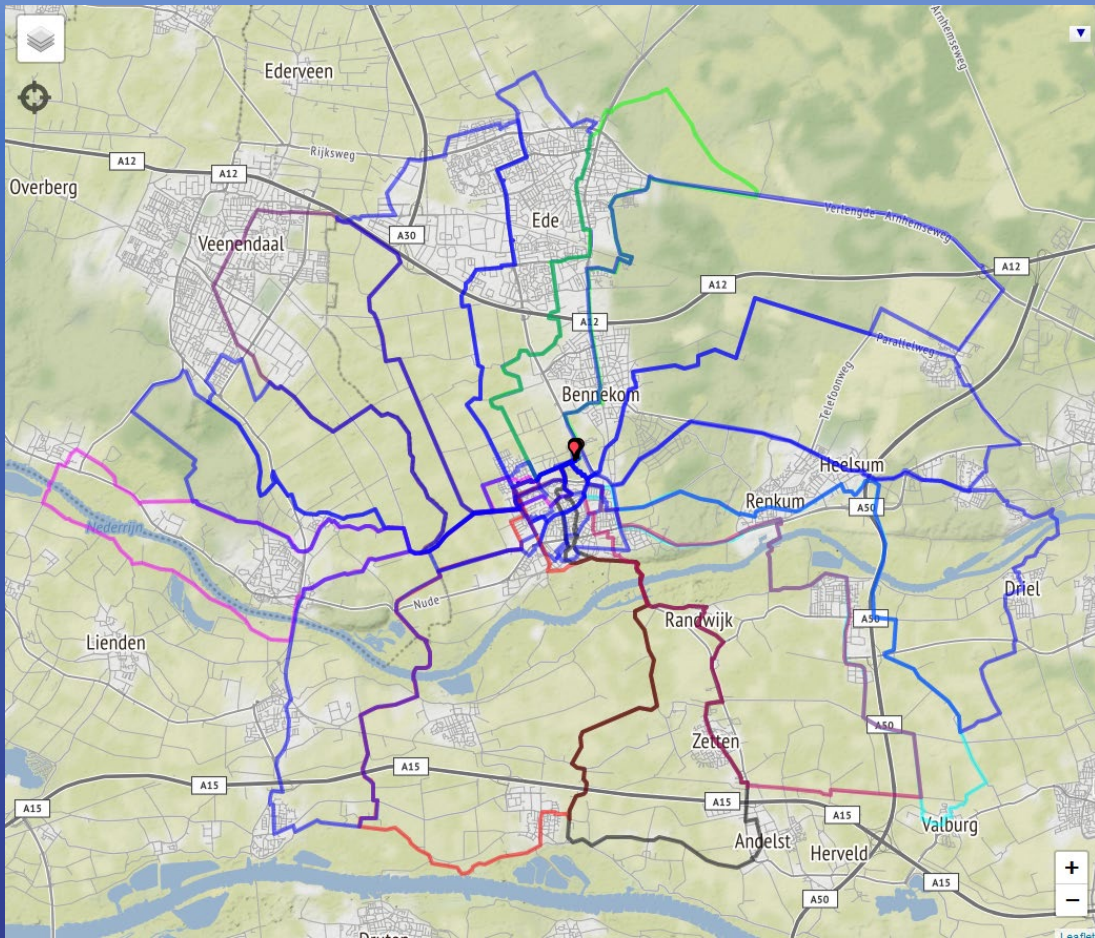 Arnhemseweg
Ederveen
Rijksweg
A12
A12
Overberg
Ede
Veenendaal
A30
Verlengde - Arnhemseweg
A12
A12
A12
Parallelweg
Telefoonweg
Bennekom
Heelsum
Renkum
A50
Nederrijn
Nude
Driel
Randwijk
A50
Lienden
A50
Zetten
A15
A15
A15
A15
A15
Valburg
Andelst
Herveld
A15
A50
+
−
Druten
Leaflet